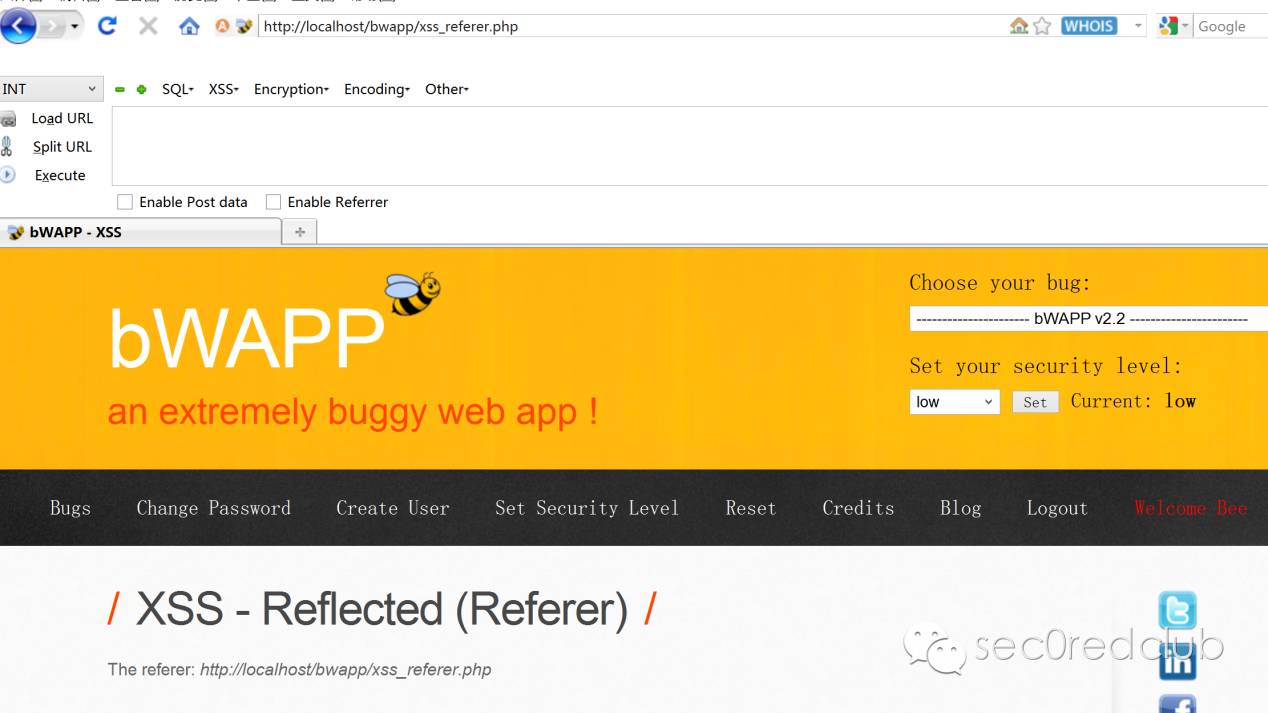 http://localhost/bwapp/xss_referer.php
WHOIS
Google
INT
SQL
XSS
Encryption
Encoding
Other
Load URL
Split URL
Execute
Enable Post data
Enable Referrer
bWAPP - XSS
bWAPP
an extremely buggy web app !
Choose your bug:
---------------------- bWAPP v2.2 -----------------------
Set your security level:
low
Set
Current: low
Bugs
Change Password
Create User
Set Security Level
Reset
Credits
Blog
Logout
Welcome Bee
/ XSS - Reflected (Referer) /
The referer: http://localhost/bwapp/xss_referer.php
sec0redclub